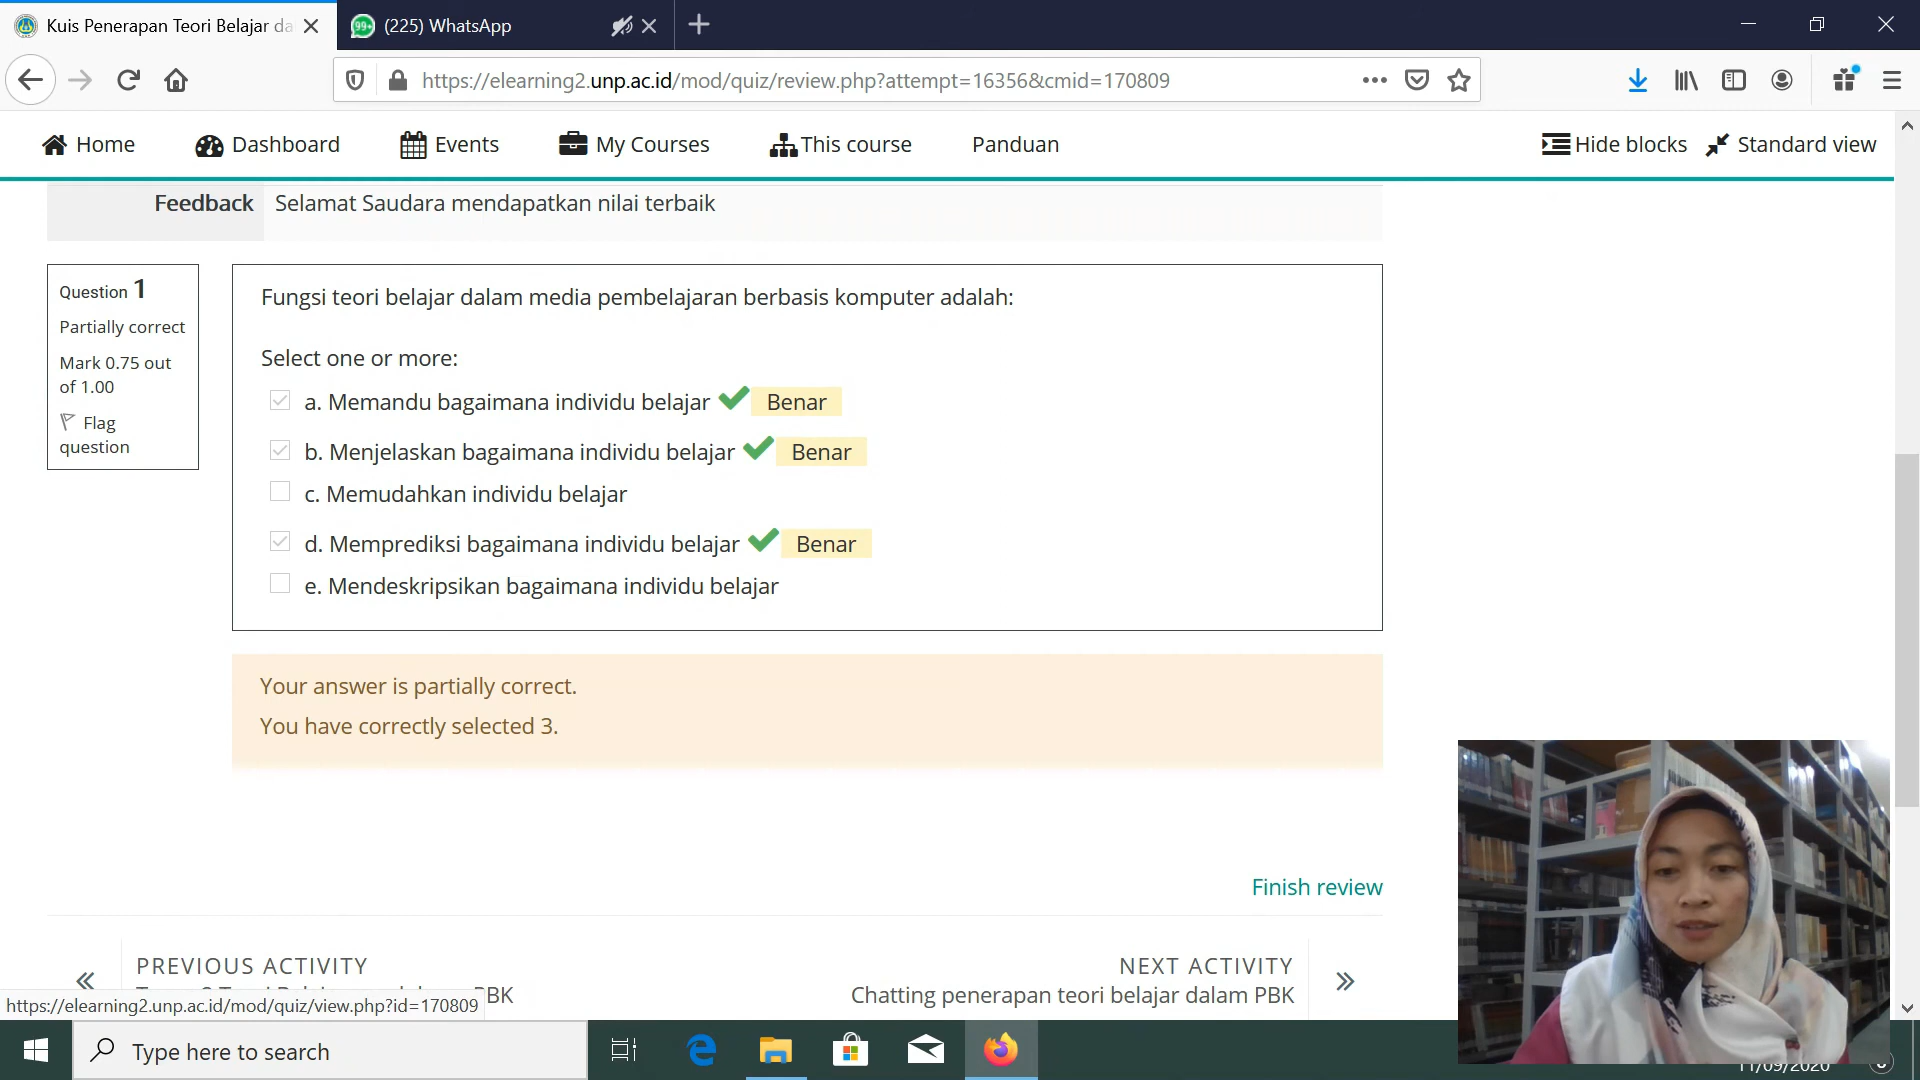 Kuis Penerapan Teori Belajar da
99+
(225) WhatsApp
https://elearning2.unp.ac.id/mod/quiz/review.php?attempt=16356&cmid=170809
Home
Dashboard
Events
My Courses
This course
Panduan
Hide blocks
Standard view
Feedback
Selamat Saudara mendapatkan nilai terbaik
Question 1
Partially correct
Mark 0.75 out
of 1.00
Flag
question
Fungsi teori belajar dalam media pembelajaran berbasis komputer adalah:
Select one or more:
a. Memandu bagaimana individu belajar Benar
b. Menjelaskan bagaimana individu belajar Benar
c. Memudahkan individu belajar
d. Memprediksi bagaimana individu belajar Benar
e. Mendeskripsikan bagaimana individu belajar
Your answer is partially correct.
You have correctly selected 3.
Finish review
PREVIOUS ACTIVITY
BK
NEXT ACTIVITY
Chatting penerapan teori belajar dalam PBK
https://elearning2.unp.ac.id/mod/quiz/view.php?id=170809
Type here to search
11/09/2020